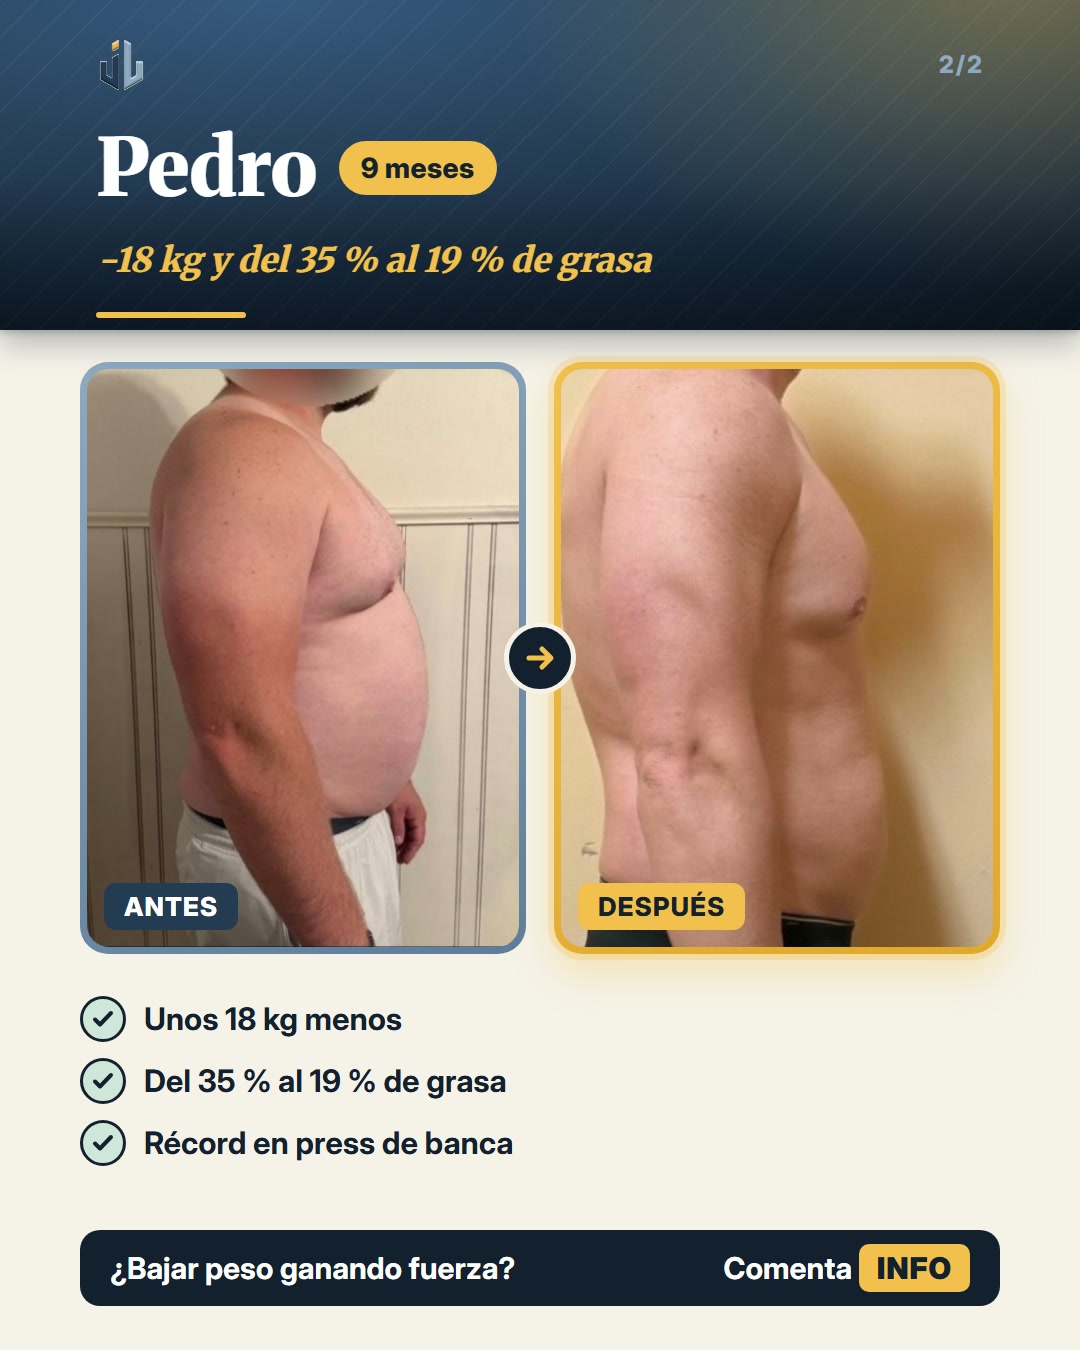 2/2
Pedro 9 meses
–18 kg y del 35 % al 19 % de grasa
ANTES
DESPUÉS
Unos 18 kg menos
Del 35 % al 19 % de grasa
Récord en press de banca
¿Bajar peso ganando fuerza? Comenta INFO